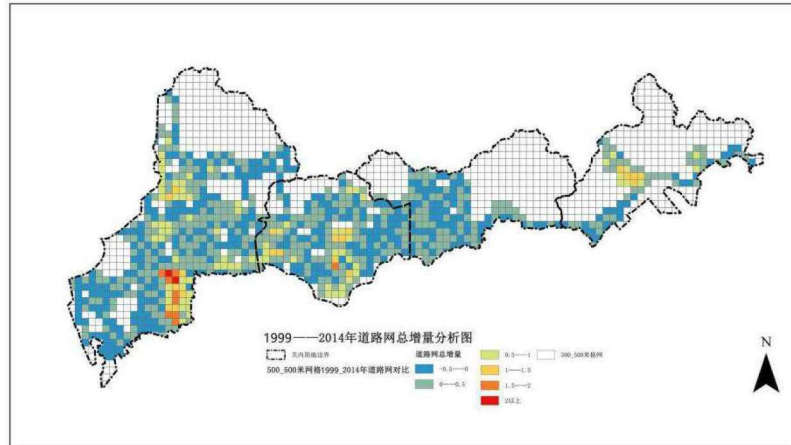 1999——2014年道路网总增量分析图
关内用地边界
500_500米网格1999_2014年道路网对比
道路网总增量
-0.5——0
0——0.5
0.5——1
1——1.5
1.5——2
2以上
500_500米格网
N